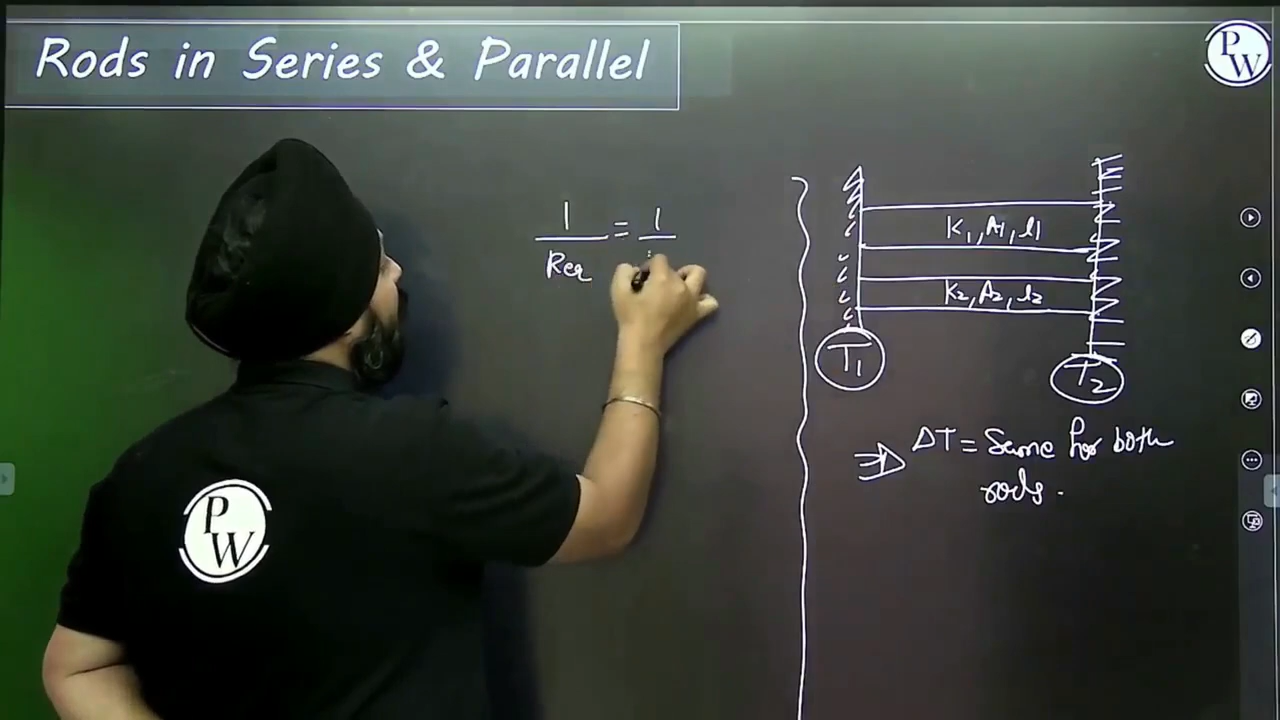 Rods in Series & Parallel
PW
1/Req = 1/
K1, A1, l1
K2, A2, l2
T1
T2
ΔT = Same for both
rods.
PW